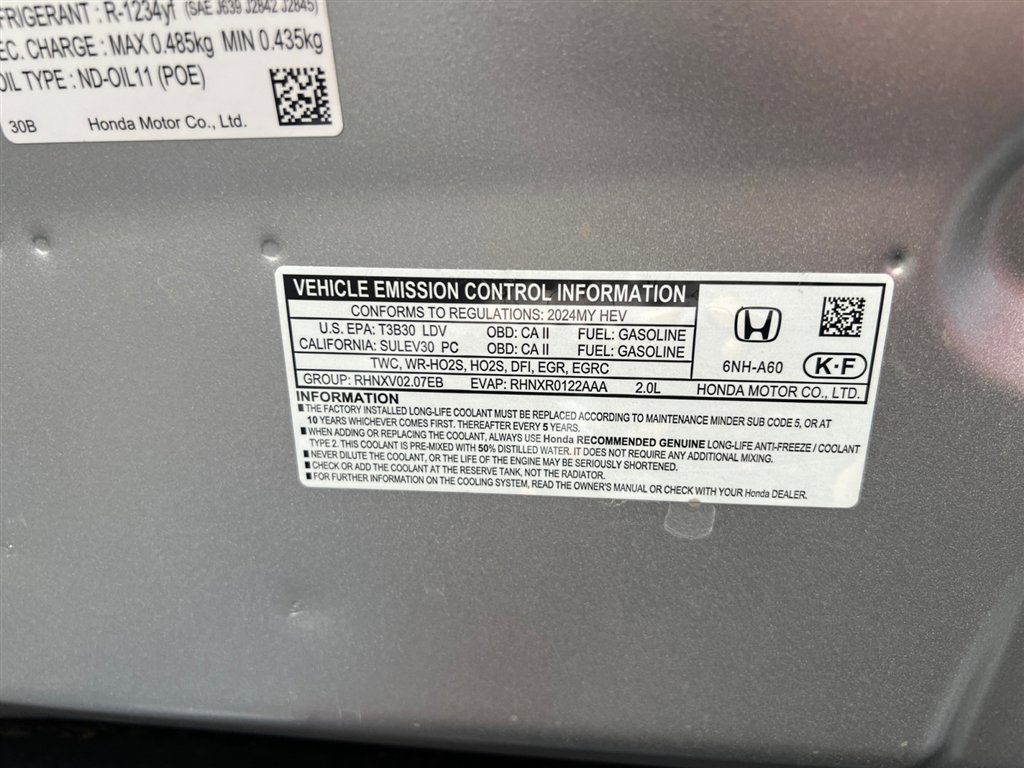 FRIGERANT : R-1234yf (SAE J639 J2842 J2845)
EC. CHARGE : MAX 0.485kg MIN 0.435kg
OIL TYPE : ND-OIL11 (POE)
30B Honda Motor Co., Ltd.
VEHICLE EMISSION CONTROL INFORMATION
CONFORMS TO REGULATIONS: 2024MY HEV
U.S. EPA: T3B30 LDV OBD: CA II FUEL: GASOLINE
CALIFORNIA: SULEV30 PC OBD: CA II FUEL: GASOLINE
TWC, WR-HO2S, HO2S, DFI, EGR, EGRC
GROUP: RHNXV02.07EB EVAP: RHNXR0122AAA 2.0L
6NH-A60 K-F
HONDA MOTOR CO., LTD.
INFORMATION
■ THE FACTORY INSTALLED LONG-LIFE COOLANT MUST BE REPLACED ACCORDING TO MAINTENANCE MINDER SUB CODE 5, OR AT
10 YEARS WHICHEVER COMES FIRST. THEREAFTER EVERY 5 YEARS.
■ WHEN ADDING OR REPLACING THE COOLANT, ALWAYS USE Honda RECOMMENDED GENUINE LONG-LIFE ANTI-FREEZE / COOLANT
TYPE 2. THIS COOLANT IS PRE-MIXED WITH 50% DISTILLED WATER. IT DOES NOT REQUIRE ANY ADDITIONAL MIXING.
■ NEVER DILUTE THE COOLANT, OR THE LIFE OF THE ENGINE MAY BE SERIOUSLY SHORTENED.
■ CHECK OR ADD THE COOLANT AT THE RESERVE TANK, NOT THE RADIATOR.
■ FOR FURTHER INFORMATION ON THE COOLING SYSTEM, READ THE OWNER'S MANUAL OR CHECK WITH YOUR Honda DEALER.